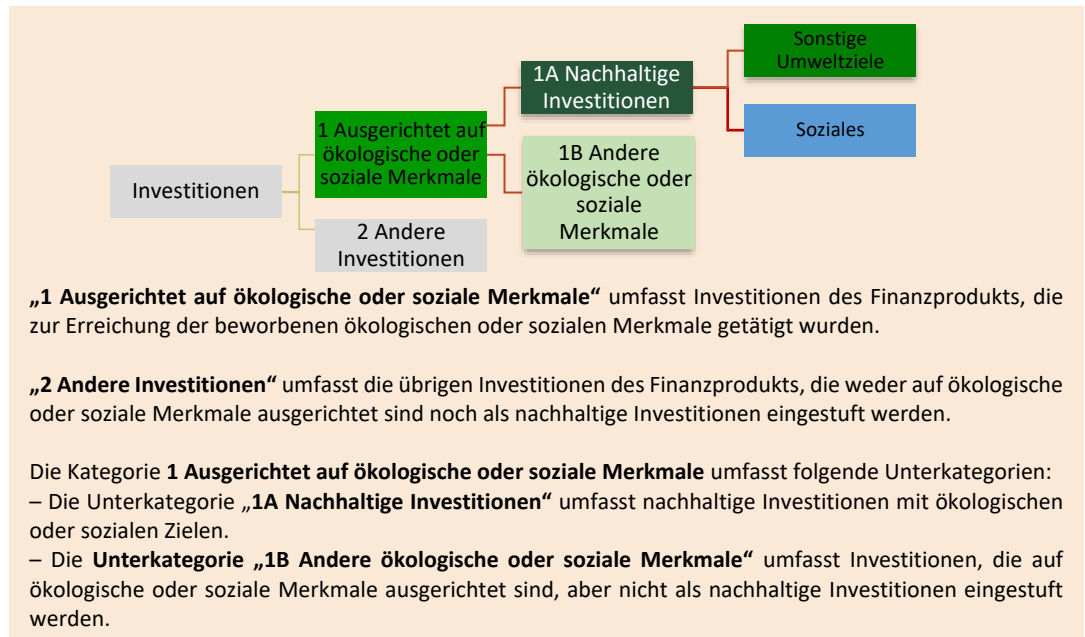 Sonstige
Umweltziele
1A Nachhaltige
Investitionen
Soziales
1 Ausgerichtet auf
ökologische oder
soziale Merkmale
1B Andere
ökologische oder
soziale
Merkmale
Investitionen
2 Andere
Investitionen
„1 Ausgerichtet auf ökologische oder soziale Merkmale“ umfasst Investitionen des Finanzprodukts, die
zur Erreichung der beworbenen ökologischen oder sozialen Merkmale getätigt wurden.
„2 Andere Investitionen“ umfasst die übrigen Investitionen des Finanzprodukts, die weder auf ökologische
oder soziale Merkmale ausgerichtet sind noch als nachhaltige Investitionen eingestuft werden.
Die Kategorie 1 Ausgerichtet auf ökologische oder soziale Merkmale umfasst folgende Unterkategorien:
– Die Unterkategorie „1A Nachhaltige Investitionen“ umfasst nachhaltige Investitionen mit ökologischen
oder sozialen Zielen.
– Die Unterkategorie „1B Andere ökologische oder soziale Merkmale“ umfasst Investitionen, die auf
ökologische oder soziale Merkmale ausgerichtet sind, aber nicht als nachhaltige Investitionen eingestuft
werden.